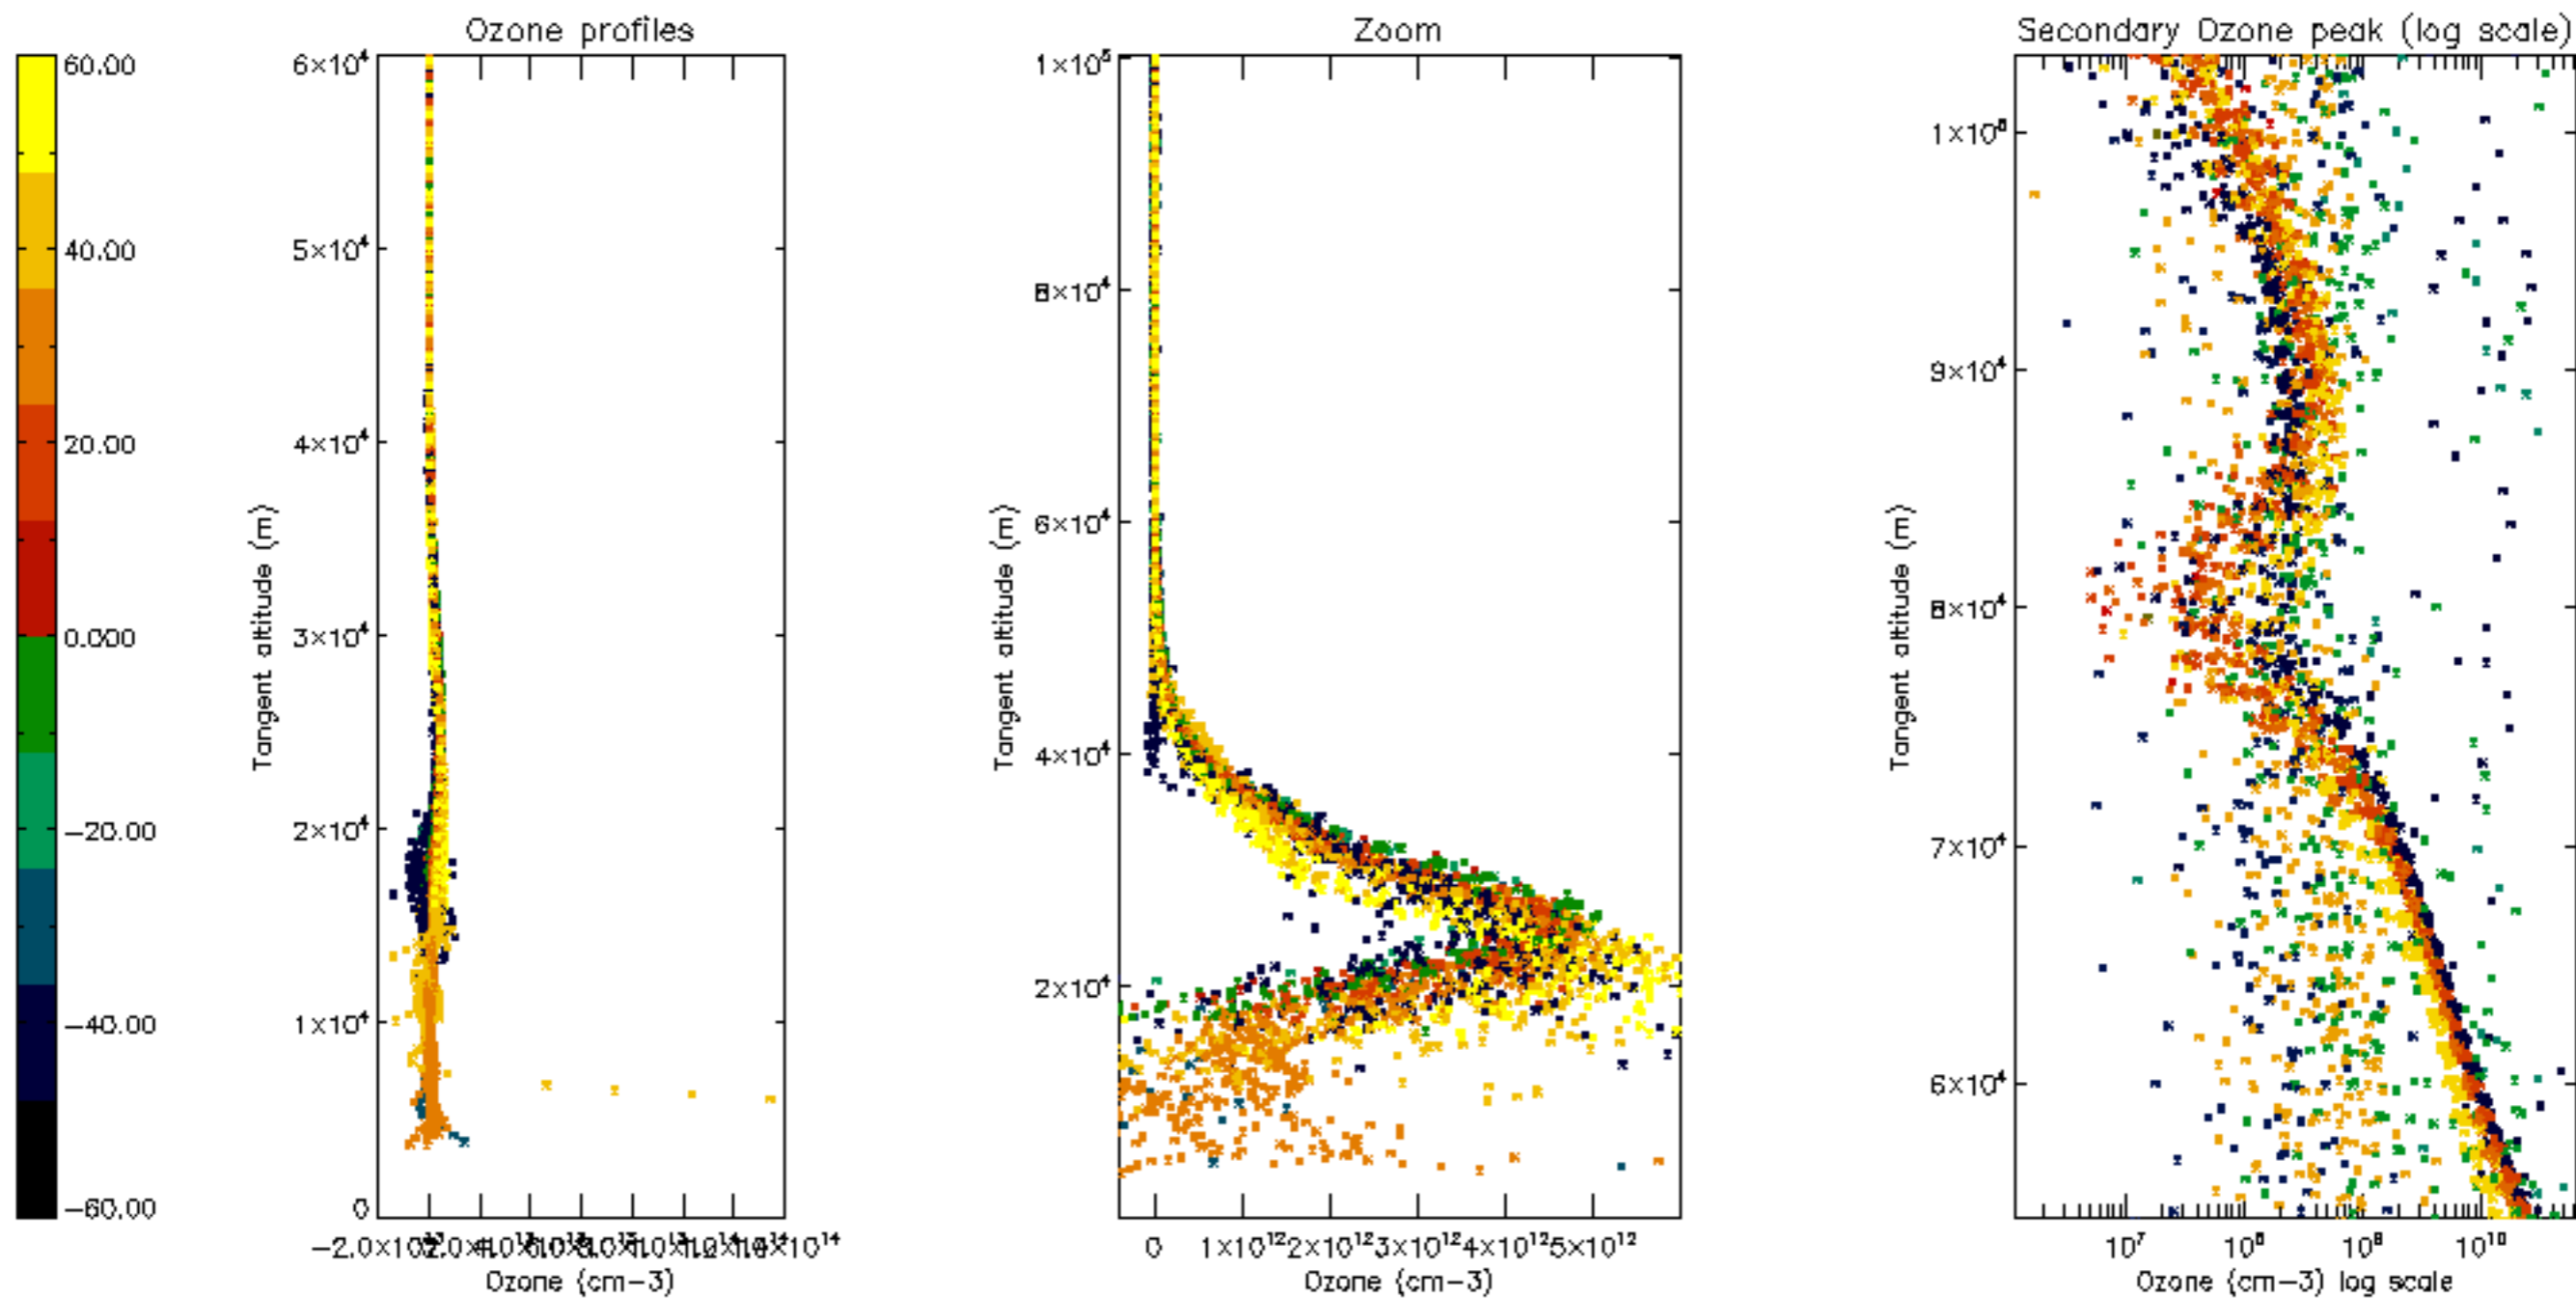 Ozone profiles
Zoom
Secondary Ozone peak (log scale)
60.00
40.00
20.00
0.000
-20.00
-40.00
-60.00
6×10⁴
5×10⁴
4×10⁴
3×10⁴
2×10⁴
1×10⁴
0
Tangent altitude (m)
Ozone (cm-3)
1×10⁵
8×10⁴
6×10⁴
4×10⁴
2×10⁴
Tangent altitude (m)
0 1×10¹² 2×10¹² 3×10¹² 4×10¹² 5×10¹²
Ozone (cm-3)
9×10⁴
8×10⁴
7×10⁴
6×10⁴
Tangent altitude (m)
10⁷ 10⁸ 10⁹ 10¹⁰
Ozone (cm-3) log scale